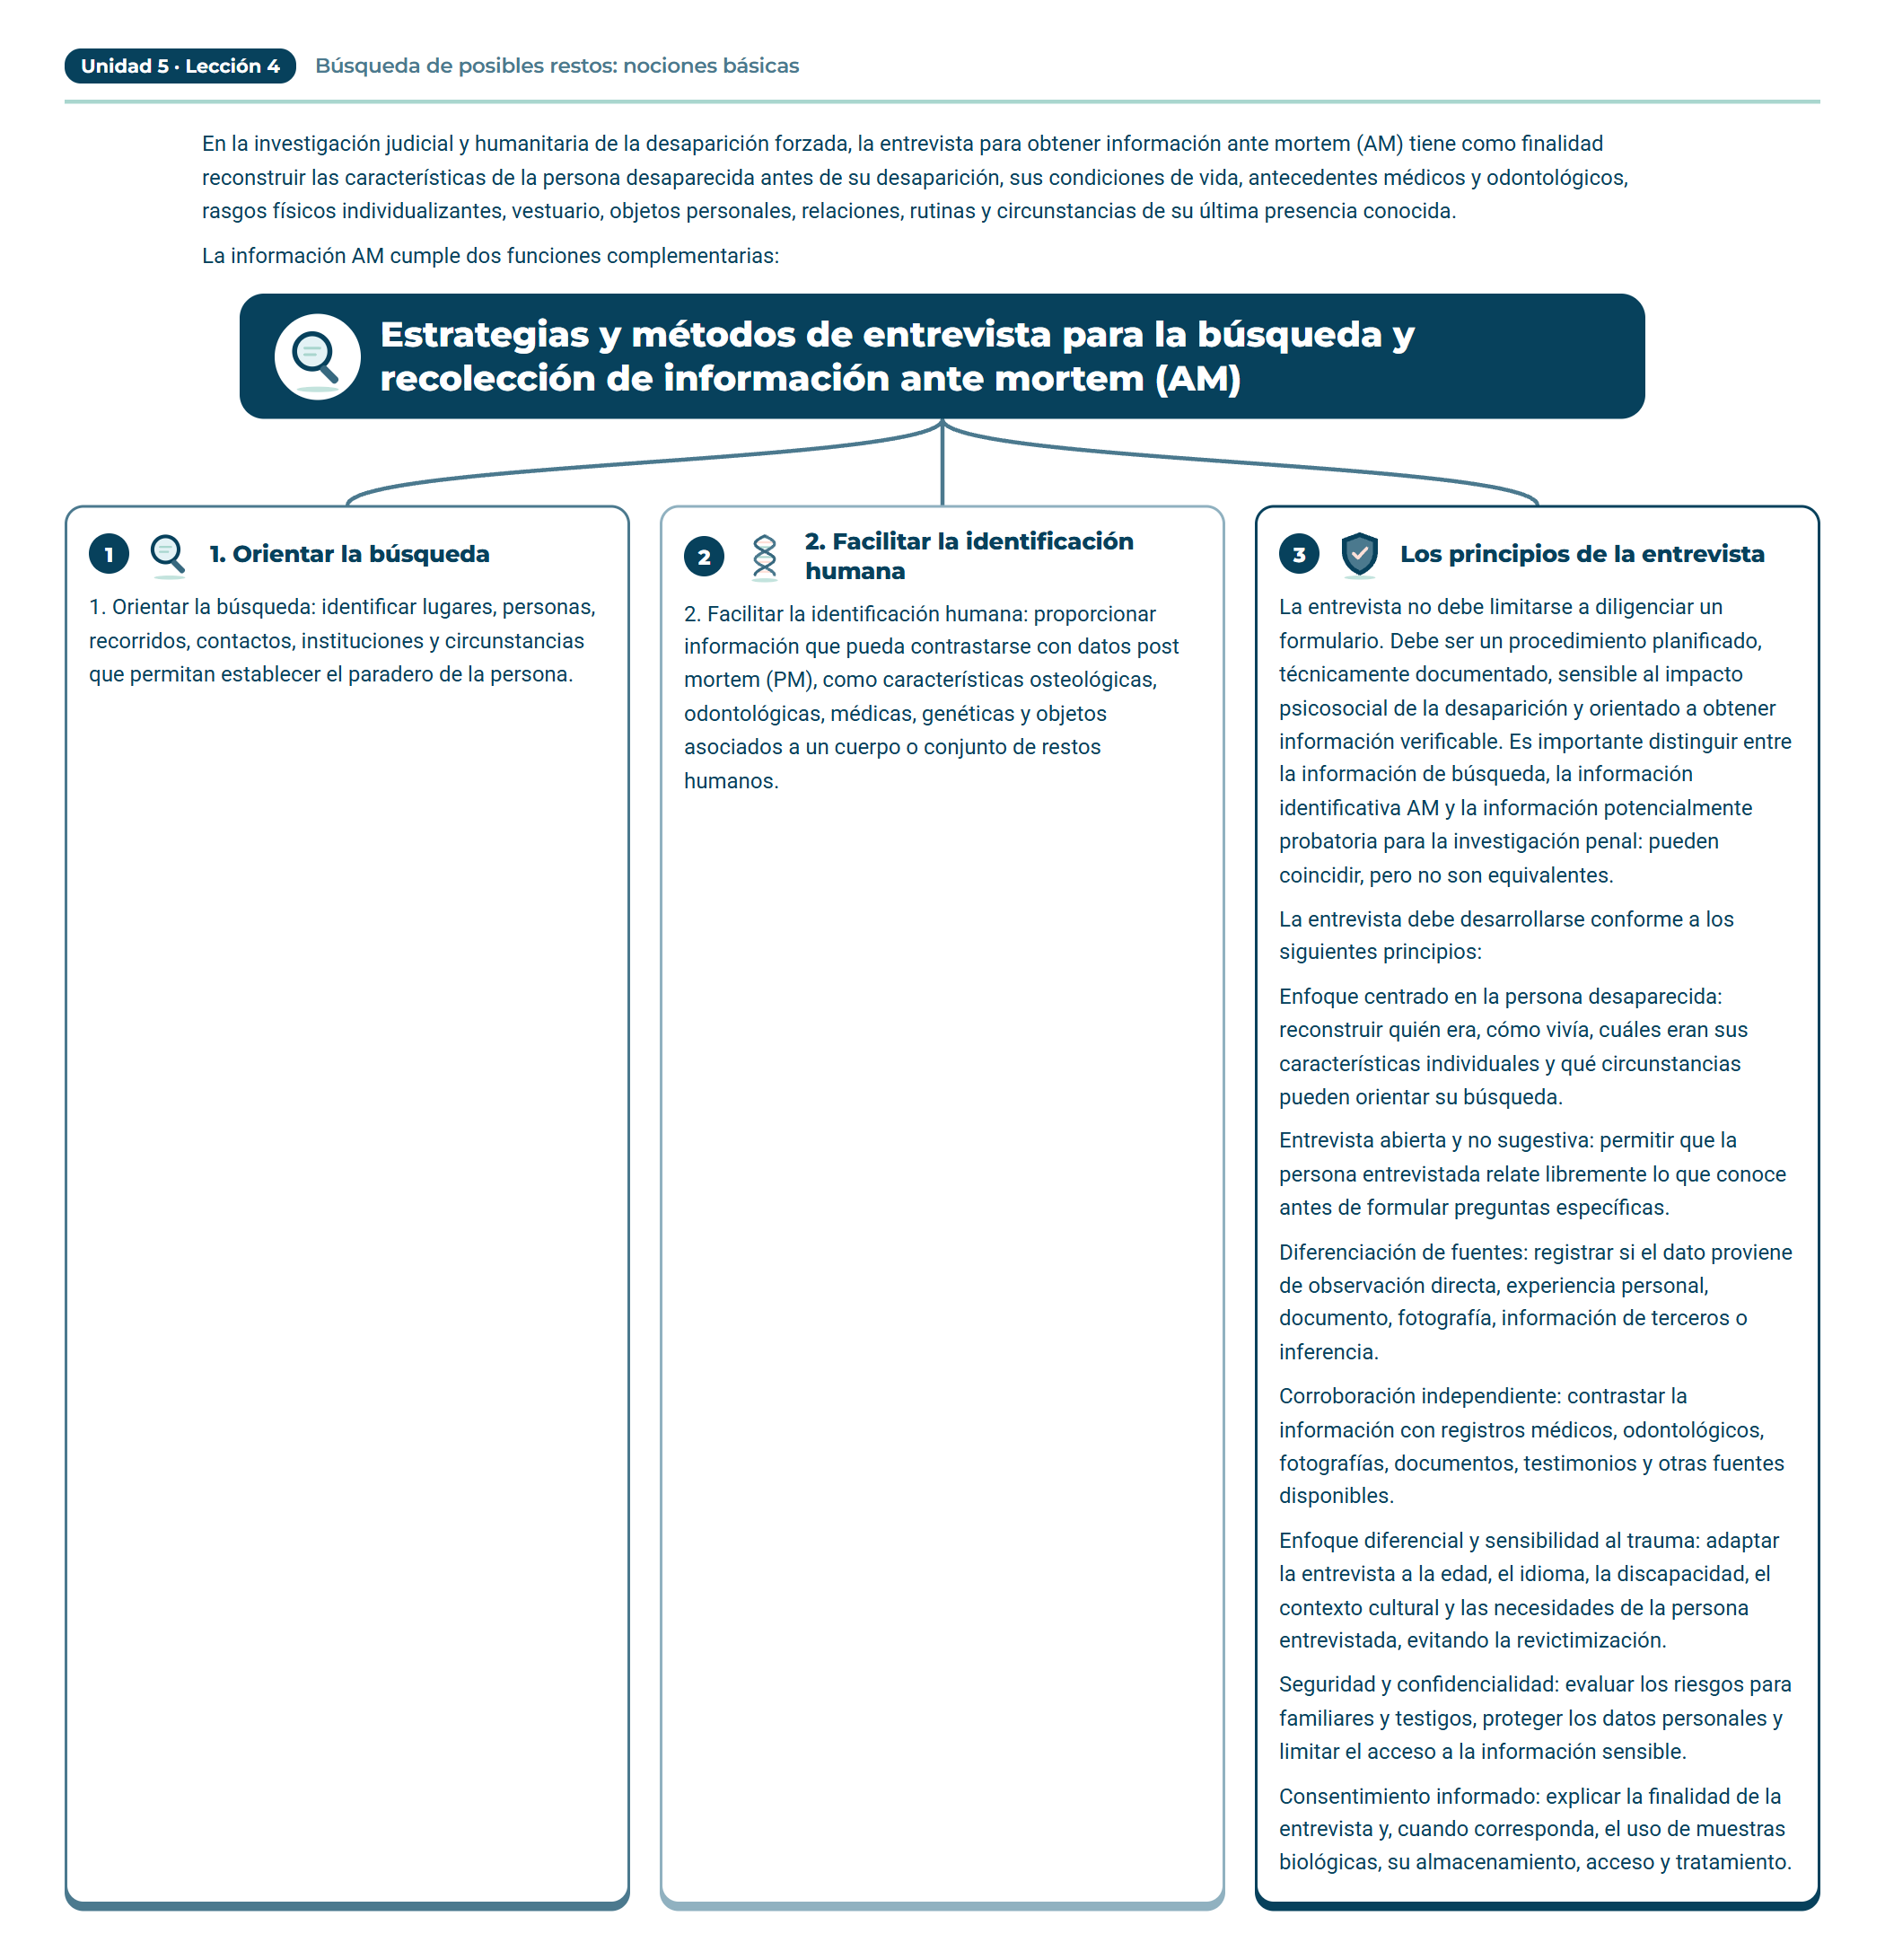 Unidad 5 · Lección 4
Búsqueda de posibles restos: nociones básicas
En la investigación judicial y humanitaria de la desaparición forzada, la entrevista para obtener información ante mortem (AM) tiene como finalidad
reconstruir las características de la persona desaparecida antes de su desaparición, sus condiciones de vida, antecedentes médicos y odontológicos,
rasgos físicos individualizantes, vestuario, objetos personales, relaciones, rutinas y circunstancias de su última presencia conocida.
La información AM cumple dos funciones complementarias:
Estrategias y métodos de entrevista para la búsqueda y
recolección de información ante mortem (AM)
1
1. Orientar la búsqueda
1. Orientar la búsqueda: identificar lugares, personas,
recorridos, contactos, instituciones y circunstancias
que permitan establecer el paradero de la persona.
2
2. Facilitar la identificación
humana
2. Facilitar la identificación humana: proporcionar
información que pueda contrastarse con datos post
mortem (PM), como características osteológicas,
odontológicas, médicas, genéticas y objetos
asociados a un cuerpo o conjunto de restos
humanos.
3
Los principios de la entrevista
La entrevista no debe limitarse a diligenciar un
formulario. Debe ser un procedimiento planificado,
técnicamente documentado, sensible al impacto
psicosocial de la desaparición y orientado a obtener
información verificable. Es importante distinguir entre
la información de búsqueda, la información
identificativa AM y la información potencialmente
probatoria para la investigación penal: pueden
coincidir, pero no son equivalentes.
La entrevista debe desarrollarse conforme a los
siguientes principios:
Enfoque centrado en la persona desaparecida:
reconstruir quién era, cómo vivía, cuáles eran sus
características individuales y qué circunstancias
pueden orientar su búsqueda.
Entrevista abierta y no sugestiva: permitir que la
persona entrevistada relate libremente lo que conoce
antes de formular preguntas específicas.
Diferenciación de fuentes: registrar si el dato proviene
de observación directa, experiencia personal,
documento, fotografía, información de terceros o
inferencia.
Corroboración independiente: contrastar la
información con registros médicos, odontológicos,
fotografías, documentos, testimonios y otras fuentes
disponibles.
Enfoque diferencial y sensibilidad al trauma: adaptar
la entrevista a la edad, el idioma, la discapacidad, el
contexto cultural y las necesidades de la persona
entrevistada, evitando la revictimización.
Seguridad y confidencialidad: evaluar los riesgos para
familiares y testigos, proteger los datos personales y
limitar el acceso a la información sensible.
Consentimiento informado: explicar la finalidad de la
entrevista y, cuando corresponda, el uso de muestras
biológicas, su almacenamiento, acceso y tratamiento.